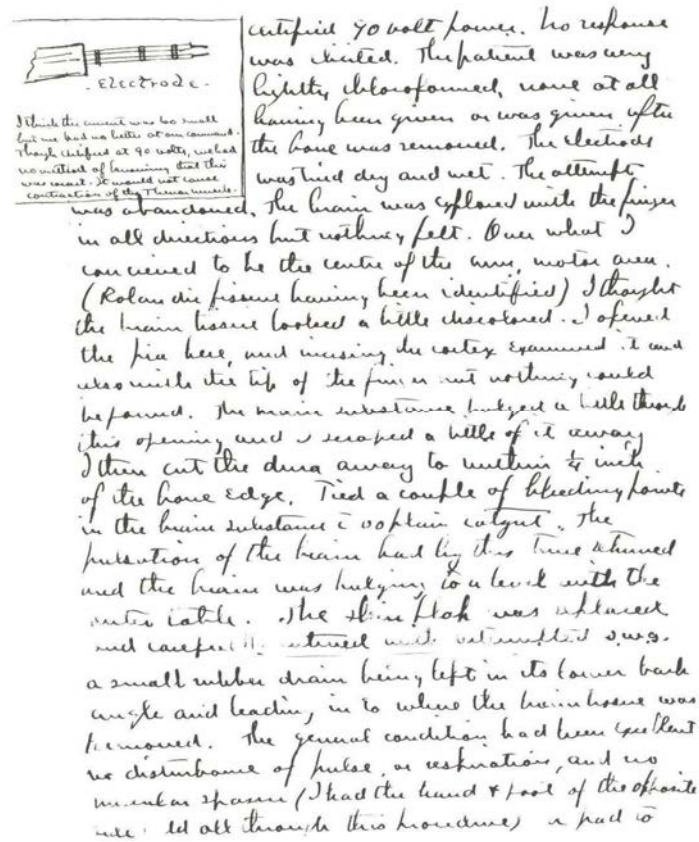 - Electrode -
I think the current was too small
but we had no better at our command.
Though certified at 90 volts, we had
no method of knowing that this
was exact. It would not cause
contraction of the Thenar muscle.
certified 90 volt power. No response
was elicited. The patient was very
lightly chloroformed, none at all
having been given or was given after
the bone was removed. The electrode
was tried dry and wet. The attempt
was abandoned. The brain was explored with the finger
in all directions but nothing felt. Over what I
conceived to be the centre of the arm, motor area.
(Rolandic fissure having been identified) I thought
the brain tissue looked a little discolored. I opened
the pia here, and incising the cortex examined it and
also with the tip of the finger but nothing could
be found. The brain substance bulged a little through
this opening and I scraped a little of it away
I then cut the dura away to within 1/4 inch
of the bone edge. Tied a couple of bleeding points
in the brain substance c̄ 00 plain catgut. The
pulsation of the brain had by this time returned
and the brain was bulging to a level with the
outer table. The skin flap was replaced
and carefully sutured with interrupted s.w.g.
a small rubber drain being left in its lower back
angle and leading in to where the brain tissue was
removed. The general condition had been excellent
no disturbance of pulse, or respiration, and no
muscular spasm (I had the hand & foot of the opposite
side held all through this procedure)